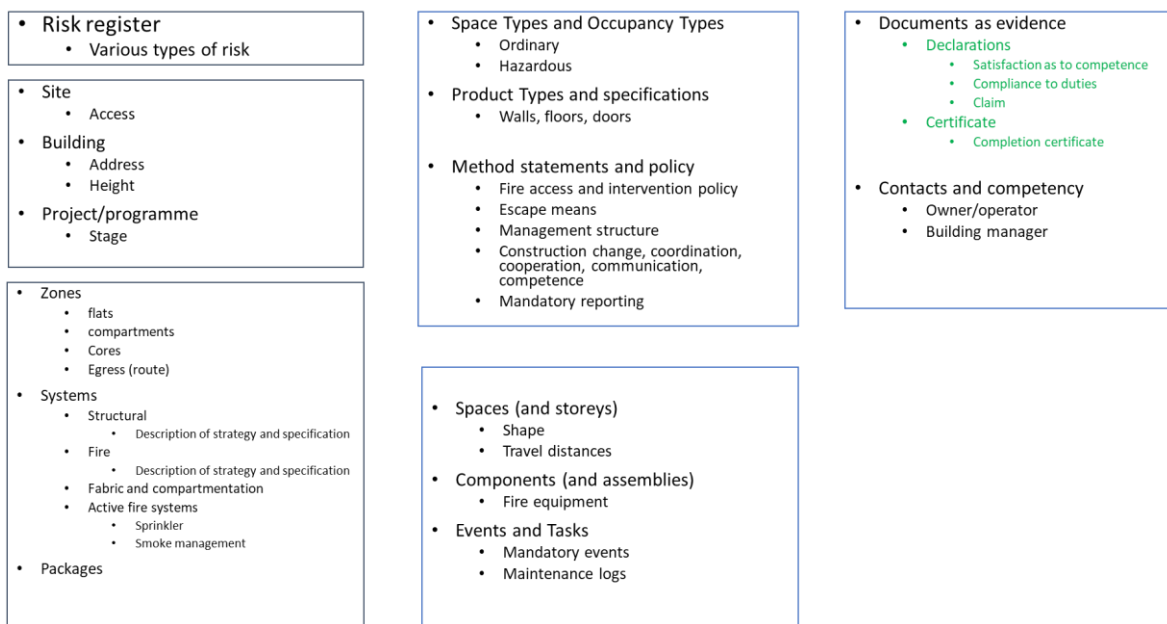 Risk register
Various types of risk
Site
Access
Building
Address
Height
Project/programme
Stage
Zones
flats
compartments
Cores
Egress (route)
Systems
Structural
Description of strategy and specification
Fire
Description of strategy and specification
Fabric and compartmentation
Active fire systems
Sprinkler
Smoke management
Packages
Space Types and Occupancy Types
Ordinary
Hazardous
Product Types and specifications
Walls, floors, doors
Method statements and policy
Fire access and intervention policy
Escape means
Management structure
Construction change, coordination,
cooperation, communication,
competence
Mandatory reporting
Spaces (and storeys)
Shape
Travel distances
Components (and assemblies)
Fire equipment
Events and Tasks
Mandatory events
Maintenance logs
Documents as evidence
Declarations
Satisfaction as to competence
Compliance to duties
Claim
Certificate
Completion certificate
Contacts and competency
Owner/operator
Building manager